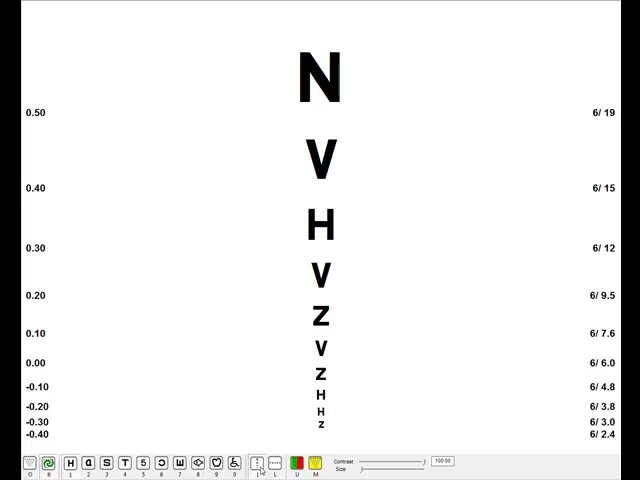 N
0.50 6/ 19
V
0.40 6/ 15
H
0.30 6/ 12
V
0.20 6/ 9.5
Z
0.10 6/ 7.6
V
0.00 6/ 6.0
Z
-0.10 6/ 4.8
H
-0.20 6/ 3.8
H
-0.30 6/ 3.0
Z
-0.40 6/ 2.4
H S T 5
Contrast 100.00
Size
O R 1 2 3 4 5 6 7 8 9 0 I L U M